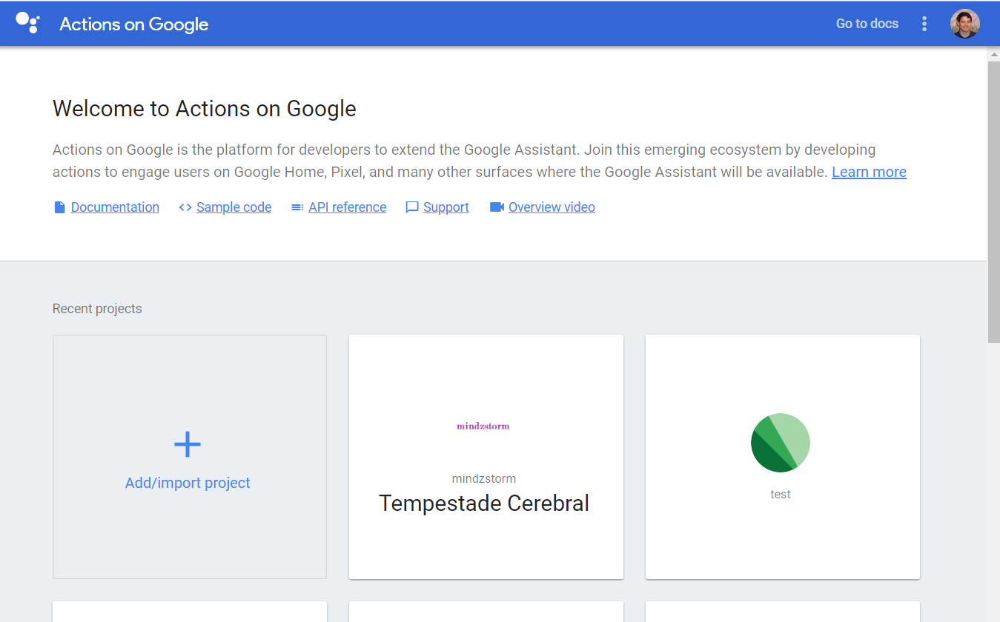 Actions on Google
Go to docs
Welcome to Actions on Google
Actions on Google is the platform for developers to extend the Google Assistant. Join this emerging ecosystem by developing
actions to engage users on Google Home, Pixel, and many other surfaces where the Google Assistant will be available. Learn more
Documentation
Sample code
API reference
Support
Overview video
Recent projects
Add/import project
mindzstorm
mindzstorm
Tempestade Cerebral
test